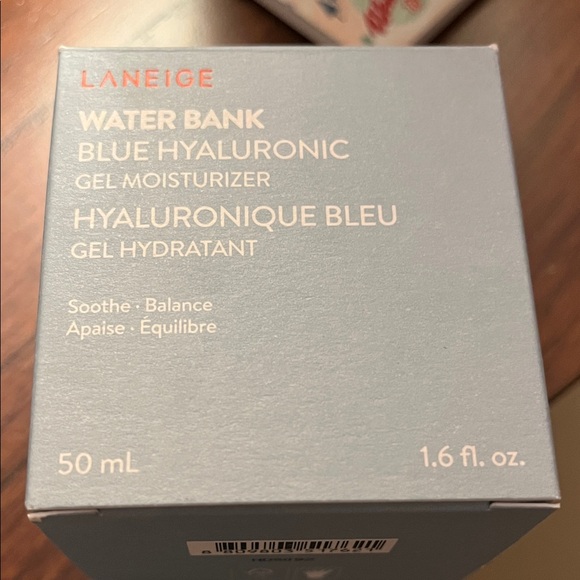 LANEIGE
WATER BANK
BLUE HYALURONIC
GEL MOISTURIZER
HYALURONIQUE BLEU
GEL HYDRATANT
Soothe · Balance
Apaise · Équilibre
50 mL
1.6 fl. oz.